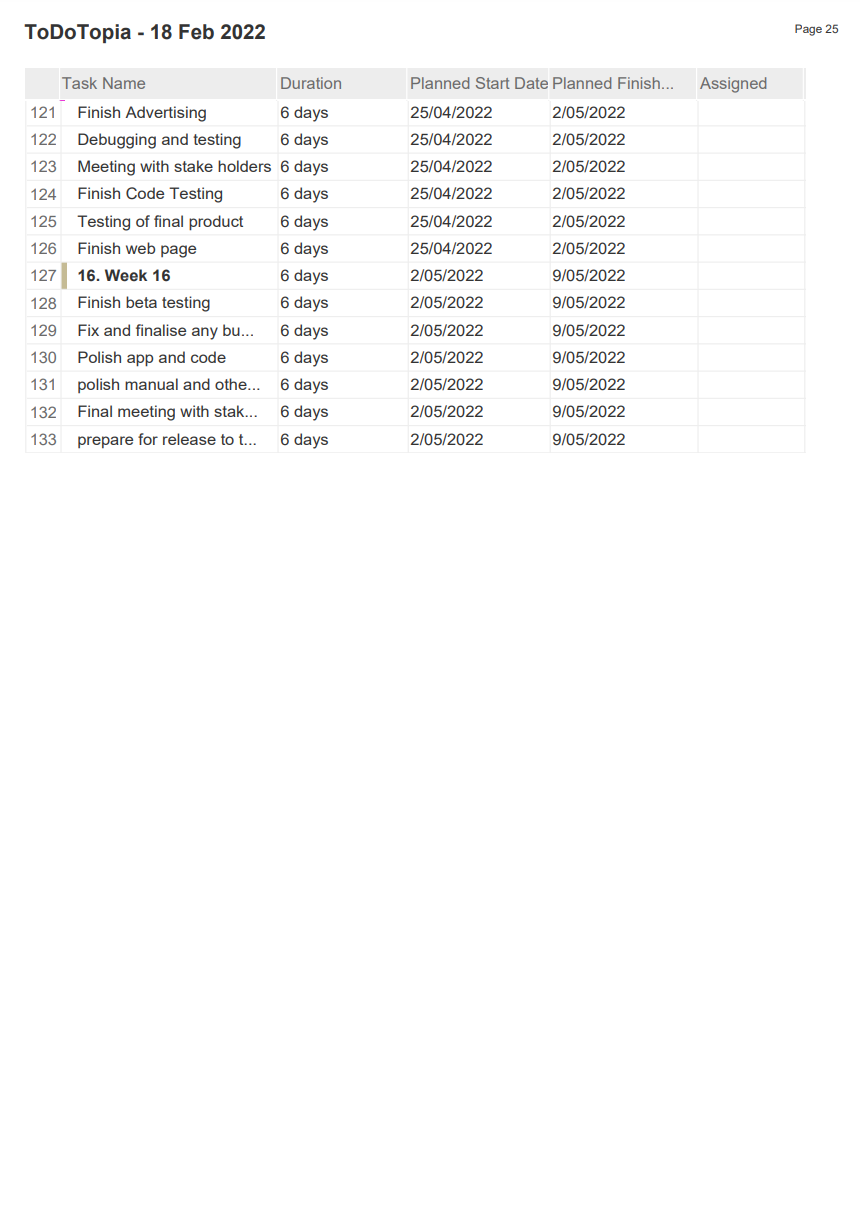 ToDoTopia - 18 Feb 2022
Page 25
Task Name Duration Planned Start Date Planned Finish... Assigned
121 Finish Advertising 6 days 25/04/2022 2/05/2022
122 Debugging and testing 6 days 25/04/2022 2/05/2022
123 Meeting with stake holders 6 days 25/04/2022 2/05/2022
124 Finish Code Testing 6 days 25/04/2022 2/05/2022
125 Testing of final product 6 days 25/04/2022 2/05/2022
126 Finish web page 6 days 25/04/2022 2/05/2022
127 16. Week 16 6 days 2/05/2022 9/05/2022
128 Finish beta testing 6 days 2/05/2022 9/05/2022
129 Fix and finalise any bu... 6 days 2/05/2022 9/05/2022
130 Polish app and code 6 days 2/05/2022 9/05/2022
131 polish manual and othe... 6 days 2/05/2022 9/05/2022
132 Final meeting with stak... 6 days 2/05/2022 9/05/2022
133 prepare for release to t... 6 days 2/05/2022 9/05/2022